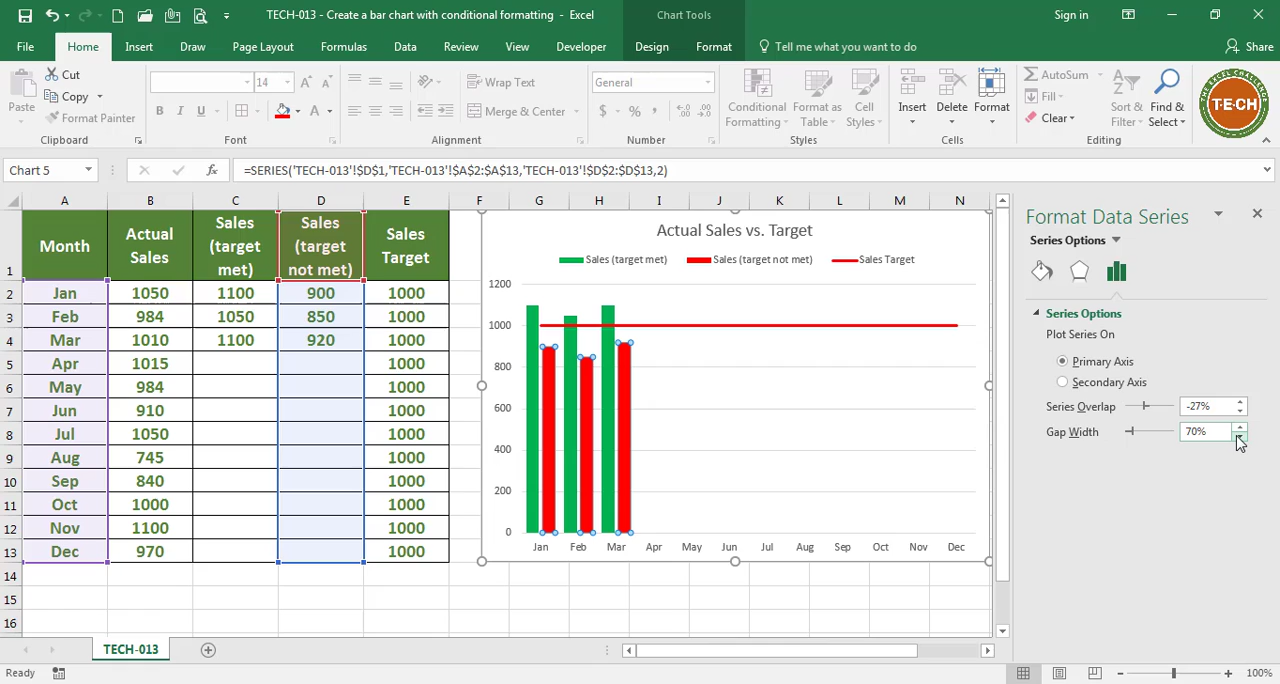 TECH-013 - Create a bar chart with conditional formatting - Excel
Chart Tools
Sign in
File Home Insert Draw Page Layout Formulas Data Review View Developer Design Format Tell me what you want to do Share
Paste
Cut
Copy
Format Painter
Clipboard
14
B I U
Font
Wrap Text
Merge & Center
Alignment
General
$ % ,
Number
Conditional Formatting
Format as Table
Cell Styles
Styles
Insert
Delete
Format
Cells
AutoSum
Fill
Clear
Sort & Filter
Find & Select
Editing
THE EXCEL CHALLENGE
TE:CH
Chart 5
fx
=SERIES('TECH-013'!$D$1,'TECH-013'!$A$2:$A$13,'TECH-013'!$D$2:$D$13,2)
A B C D E F G H I J K L M N
1 Month Actual Sales Sales (target met) Sales (target not met) Sales Target
2 Jan 1050 1100 900 1000
3 Feb 984 1050 850 1000
4 Mar 1010 1100 920 1000
5 Apr 1015 1000
6 May 984 1000
7 Jun 910 1000
8 Jul 1050 1000
9 Aug 745 1000
10 Sep 840 1000
11 Oct 1000 1000
12 Nov 1100 1000
13 Dec 970 1000
14
15
16
Actual Sales vs. Target
Sales (target met) Sales (target not met) Sales Target
1200
1000
800
600
400
200
0
Jan Feb Mar Apr May Jun Jul Aug Sep Oct Nov Dec
Format Data Series
Series Options
Series Options
Plot Series On
Primary Axis
Secondary Axis
Series Overlap -27%
Gap Width 70%
TECH-013
Ready
100%